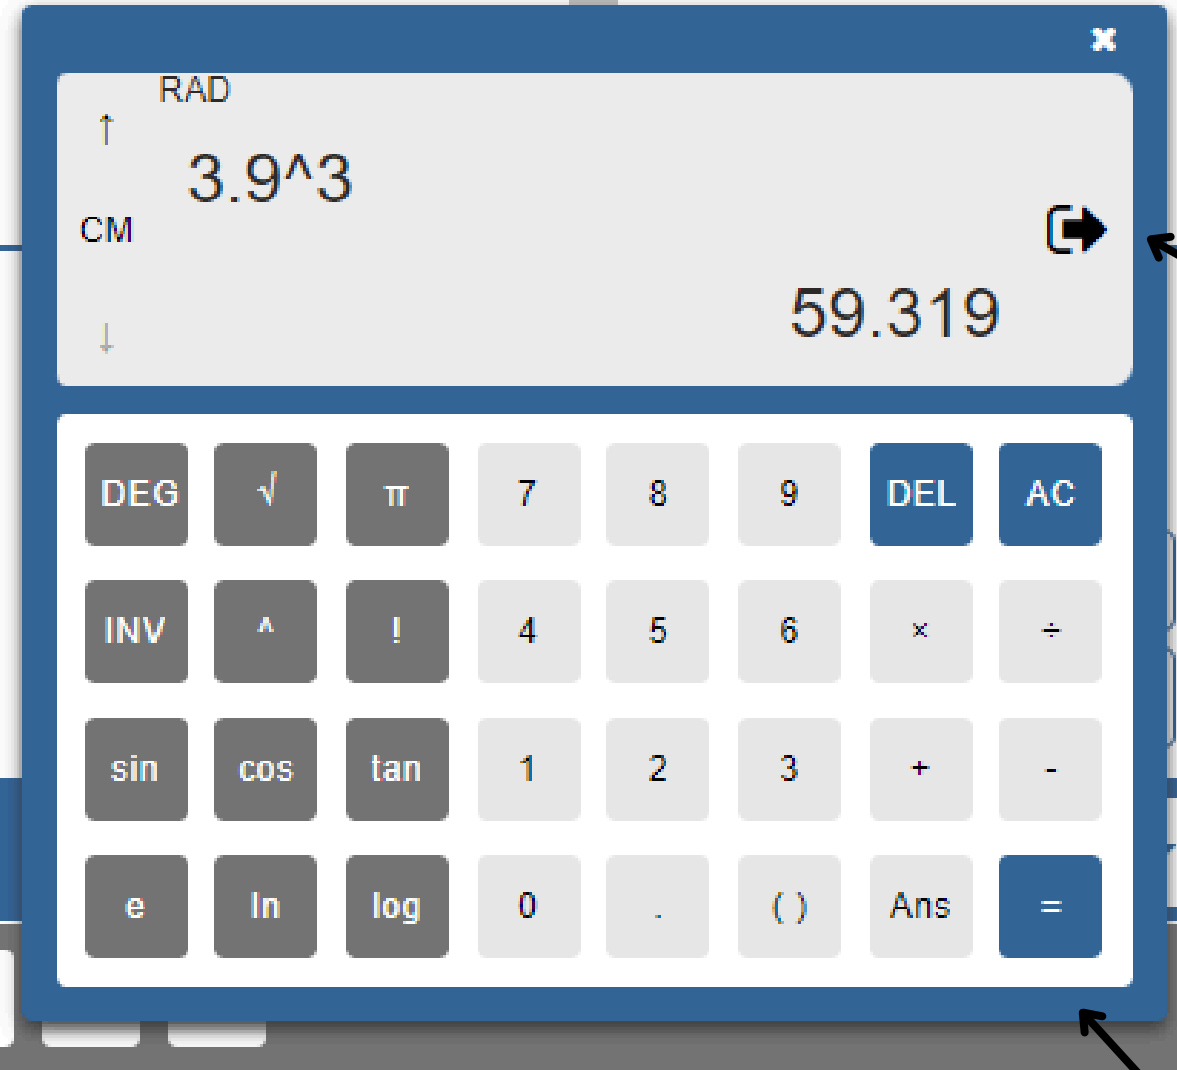 ✖
RAD
↑
3.9^3
CM
59.319
↓
DEG √ π 7 8 9 DEL AC
INV ^ ! 4 5 6 × ÷
sin cos tan 1 2 3 + -
e ln log 0 . ( ) Ans =